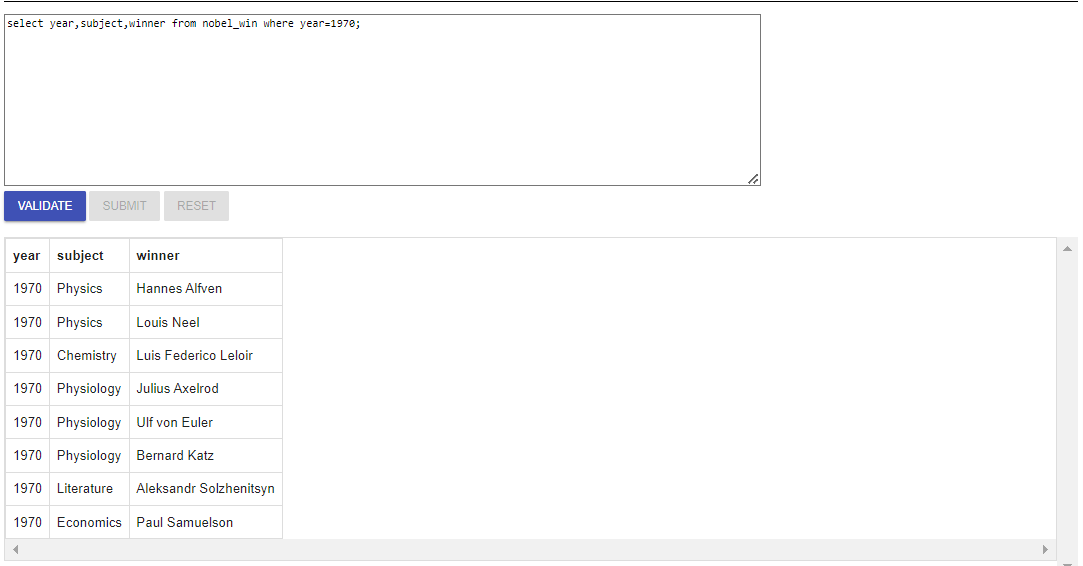 select year,subject,winner from nobel_win where year=1970;
VALIDATE SUBMIT RESET
year subject winner
1970 Physics Hannes Alfven
1970 Physics Louis Neel
1970 Chemistry Luis Federico Leloir
1970 Physiology Julius Axelrod
1970 Physiology Ulf von Euler
1970 Physiology Bernard Katz
1970 Literature Aleksandr Solzhenitsyn
1970 Economics Paul Samuelson